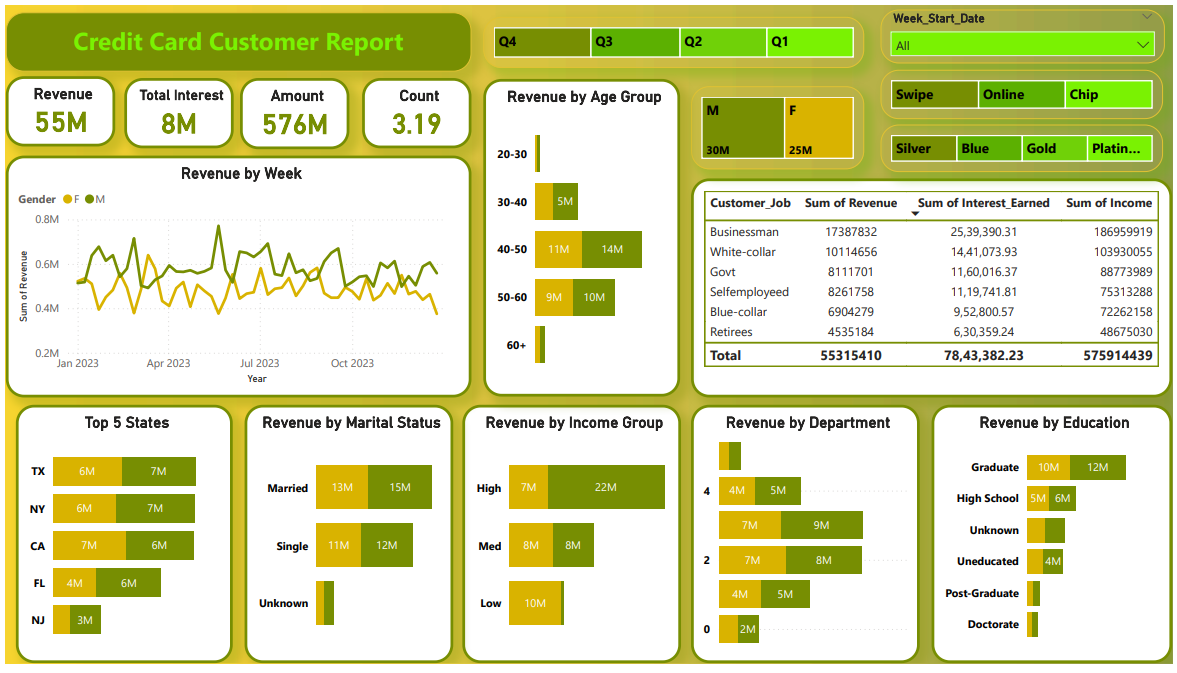 Credit Card Customer Report
Q4 Q3 Q2 Q1
Week_Start_Date
All
Revenue
55M
Total Interest
8M
Amount
576M
Count
3.19
Revenue by Age Group
20-30
30-40 5M
40-50 11M 14M
50-60 9M 10M
60+
M F
30M 25M
Swipe Online Chip
Silver Blue Gold Platin...
Revenue by Week
Gender F M
Sum of Revenue
0.8M
0.6M
0.4M
0.2M
Jan 2023 Apr 2023 Jul 2023 Oct 2023
Year
Customer_Job Sum of Revenue Sum of Interest_Earned Sum of Income
Businessman 17387832 25,39,390.31 186959919
White-collar 10114656 14,41,073.93 103930055
Govt 8111701 11,60,016.37 88773989
Selfemployeed 8261758 11,19,741.81 75313288
Blue-collar 6904279 9,52,800.57 72262158
Retirees 4535184 6,30,359.24 48675030
Total 55315410 78,43,382.23 575914439
Top 5 States
TX 6M 7M
NY 6M 7M
CA 7M 6M
FL 4M 6M
NJ 3M
Revenue by Marital Status
Married 13M 15M
Single 11M 12M
Unknown
Revenue by Income Group
High 7M 22M
Med 8M 8M
Low 10M
Revenue by Department
4 4M 5M
7M 9M
2 7M 8M
4M 5M
0 2M
Revenue by Education
Graduate 10M 12M
High School 5M 6M
Unknown
Uneducated 4M
Post-Graduate
Doctorate